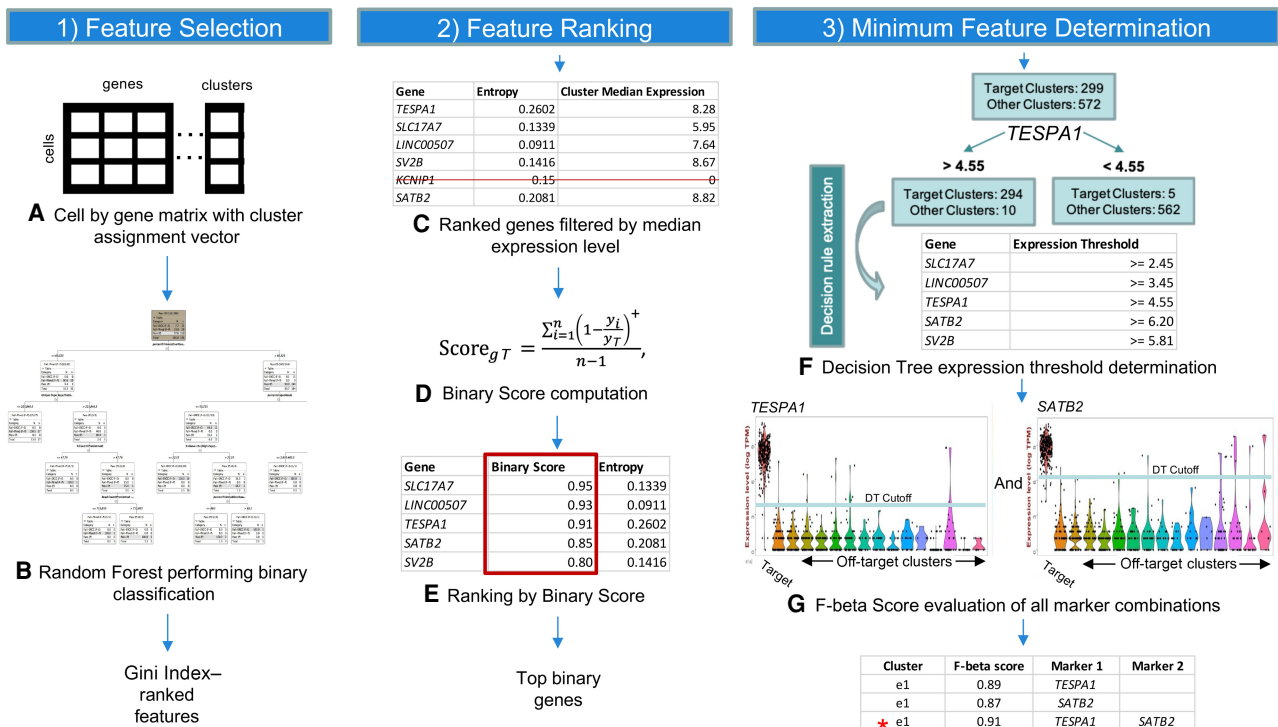 1) Feature Selection
genes
clusters
cells
A Cell by gene matrix with cluster
assignment vector
B Random Forest performing binary
classification
Gini Index–
ranked
features
2) Feature Ranking
Gene Entropy Cluster Median Expression
TESPA1 0.2602 8.28
SLC17A7 0.1339 5.95
LINC00507 0.0911 7.64
SV2B 0.1416 8.67
KCNIP1 0.15 0
SATB2 0.2081 8.82
C Ranked genes filtered by median
expression level
Score_{gT} = \frac{\sum_{i=1}^{n}\left(1-\frac{y_i}{y_T}\right)^+}{n-1},
D Binary Score computation
Gene Binary Score Entropy
SLC17A7 0.95 0.1339
LINC00507 0.93 0.0911
TESPA1 0.91 0.2602
SATB2 0.85 0.2081
SV2B 0.80 0.1416
E Ranking by Binary Score
Top binary
genes
3) Minimum Feature Determination
Target Clusters: 299
Other Clusters: 572
TESPA1
> 4.55
< 4.55
Target Clusters: 294
Other Clusters: 10
Target Clusters: 5
Other Clusters: 562
Decision rule extraction
Gene Expression Threshold
SLC17A7 >= 2.45
LINC00507 >= 3.45
TESPA1 >= 4.55
SATB2 >= 6.20
SV2B >= 5.81
F Decision Tree expression threshold determination
TESPA1
Expression level (log TPM)
DT Cutoff
Target
Off-target clusters
And
SATB2
Expression level (log TPM)
DT Cutoff
Target
Off-target clusters
G F-beta Score evaluation of all marker combinations
Cluster F-beta score Marker 1 Marker 2
e1 0.89 TESPA1
e1 0.87 SATB2
* e1 0.91 TESPA1 SATB2